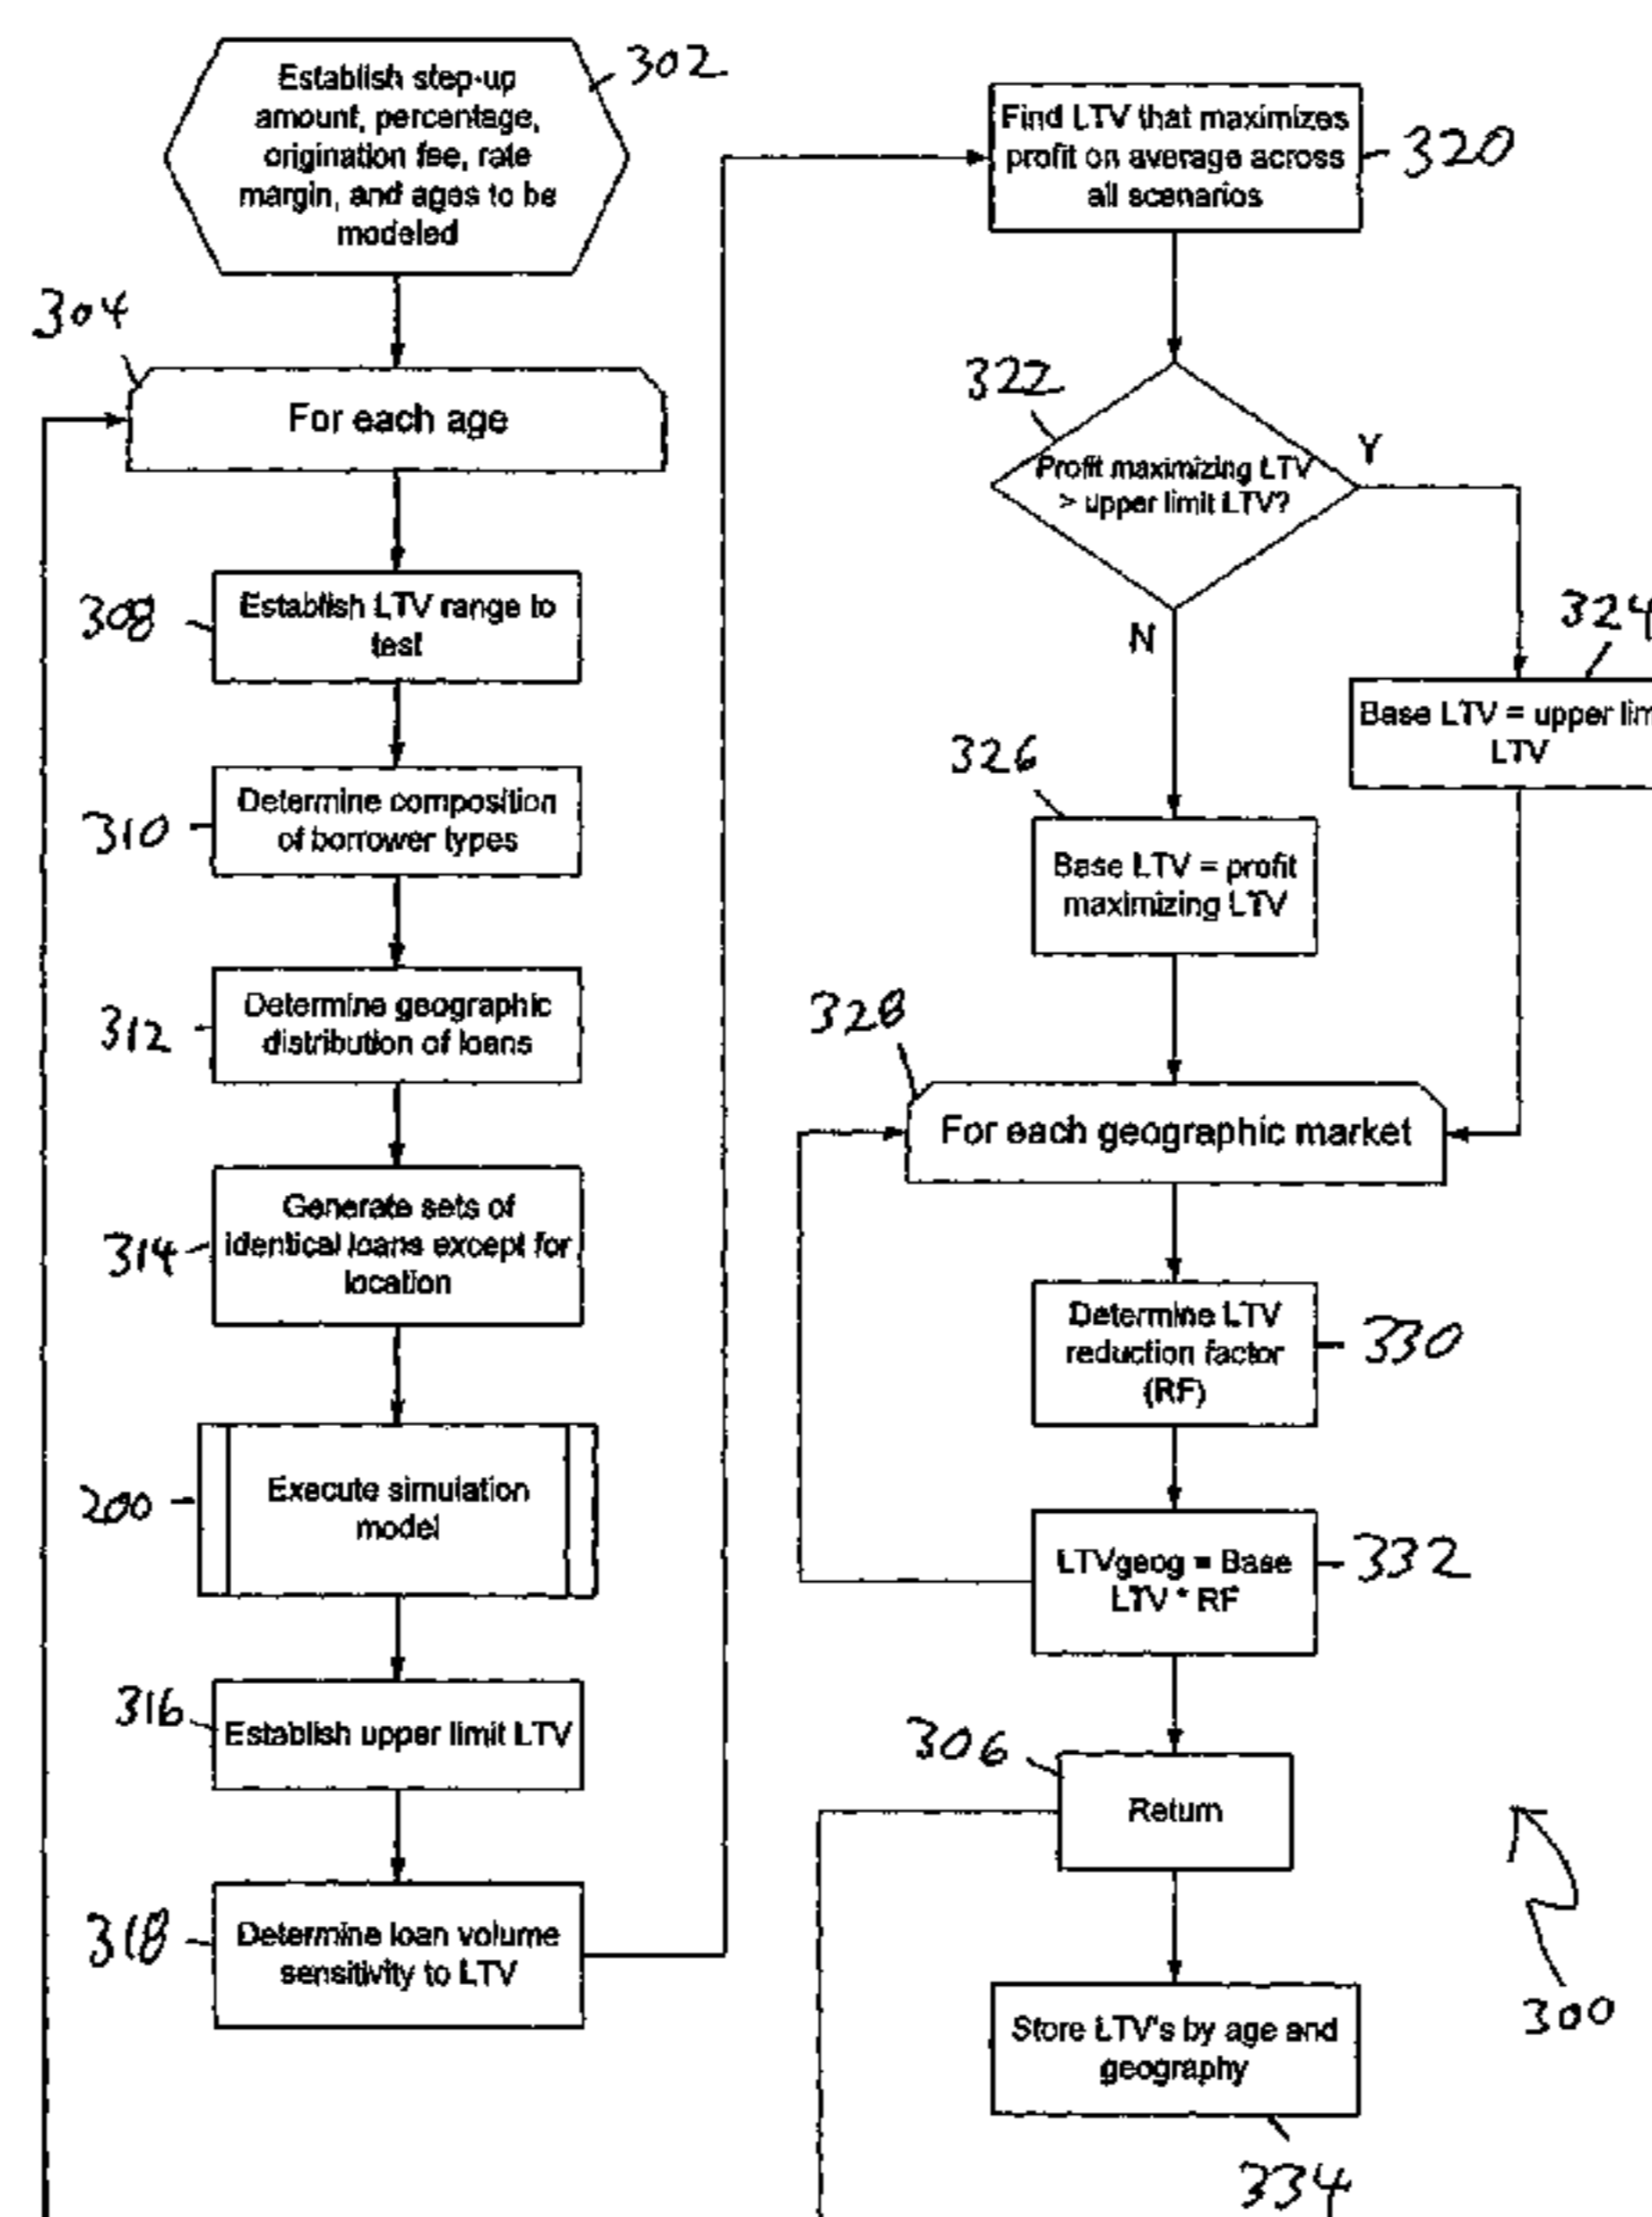 Establish step-up
amount, percentage,
origination fee, rate
margin, and ages to be
modeled
302
304
For each age
308
Establish LTV range to
test
310
Determine composition
of borrower types
312
Determine geographic
distribution of loans
314
Generate sets of
identical loans except for
location
200
Execute simulation
model
316
Establish upper limit LTV
318
Determine loan volume
sensitivity to LTV
Find LTV that maximizes
profit on average across
all scenarios
320
322
Profit maximizing LTV
> upper limit LTV?
Y
N
324
Base LTV = upper lim
LTV
326
Base LTV = profit
maximizing LTV
328
For each geographic market
Determine LTV
reduction factor
(RF)
330
LTVgeog = Base
LTV * RF
332
306
Return
300
Store LTV's by age and
geography
334